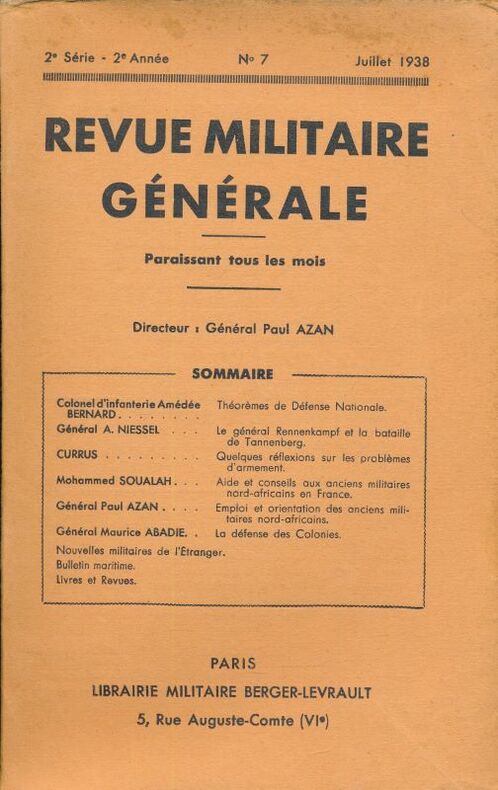 2e Série - 2e Année No 7 Juillet 1938
REVUE MILITAIRE
GÉNÉRALE
Paraissant tous les mois
Directeur : Général Paul AZAN
SOMMAIRE
Colonel d'infanterie Amédée
BERNARD. . . . . . . . Théorèmes de Défense Nationale.
Général A. NIESSEL . . . Le général Rennenkampf et la bataille
de Tannenberg.
CURRUS . . . . . . . . . Quelques réflexions sur les problèmes
d'armement.
Mohammed SOUALAH . . . Aide et conseils aux anciens militaires
nord-africains en France.
Général Paul AZAN . . . . Emploi et orientation des anciens mili-
taires nord-africains.
Général Maurice ABADIE. . La défense des Colonies.
Nouvelles militaires de l'Étranger.
Bulletin maritime.
Livres et Revues.
PARIS
LIBRAIRIE MILITAIRE BERGER-LEVRAULT
5, Rue Auguste-Comte (VIe)